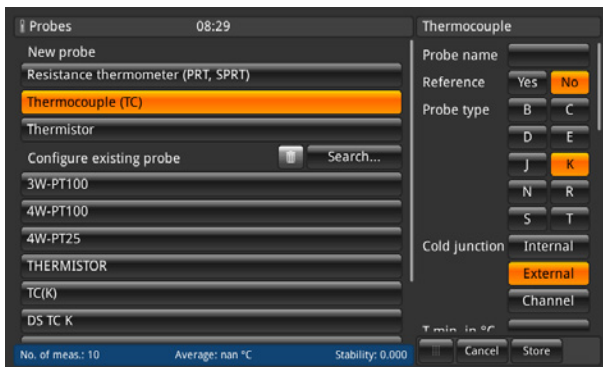 Probes 08:29
New probe
Resistance thermometer (PRT, SPRT)
Thermocouple (TC)
Thermistor
Configure existing probe Search...
3W-PT100
4W-PT100
4W-PT25
THERMISTOR
TC(K)
DS TC K
No. of meas.: 10 Average: nan °C Stability: 0.000
Thermocouple
Probe name
Reference Yes No
Probe type B C
D E
J K
N R
S T
Cold junction Internal
External
Channel
T min. in °C
Cancel Store